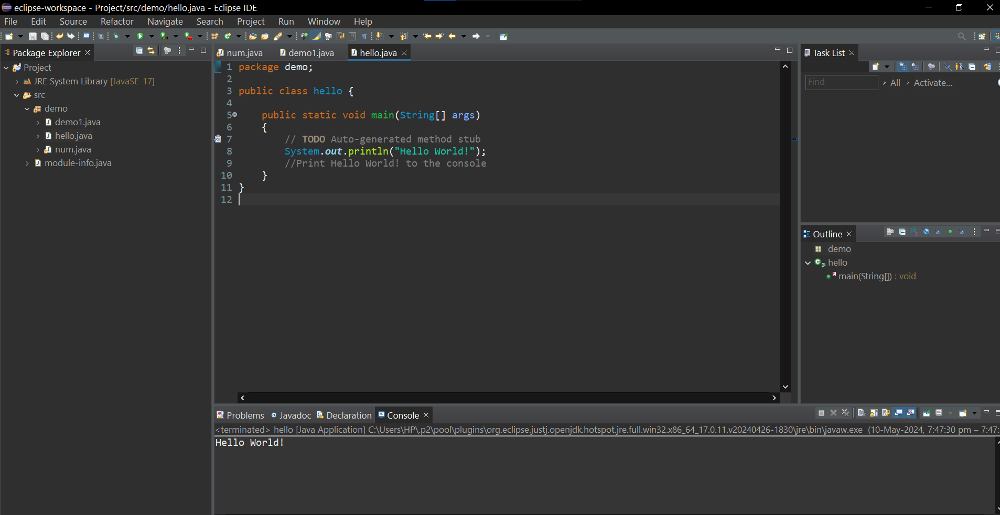 eclipse-workspace - Project/src/demo/hello.java - Eclipse IDE
File Edit Source Refactor Navigate Search Project Run Window Help
Package Explorer
Project
JRE System Library [JavaSE-17]
src
demo
demo1.java
hello.java
num.java
module-info.java
num.java demo1.java hello.java
1 package demo;
2
3 public class hello {
4
5 public static void main(String[] args)
6 {
7 // TODO Auto-generated method stub
8 System.out.println("Hello World!");
9 //Print Hello World! to the console
10 }
11 }
12
Task List
Find All Activate...
Outline
demo
hello
main(String[]) : void
Problems Javadoc Declaration Console
<terminated> hello [Java Application] C:\Users\HP\.p2\pool\plugins\org.eclipse.justj.openjdk.hotspot.jre.full.win32.x86_64_17.0.11.v20240426-1830\jre\bin\javaw.exe (10-May-2024, 7:47:30 pm – 7:47:
Hello World!